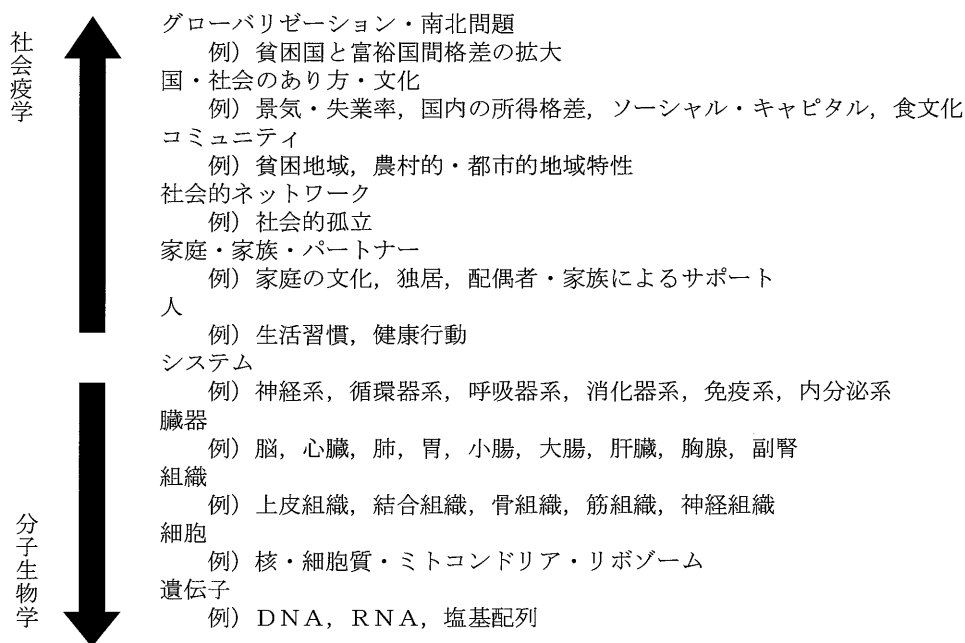 社会疫学
グローバリゼーション・南北問題
例）貧困国と富裕国間格差の拡大
国・社会のあり方・文化
例）景気・失業率，国内の所得格差，ソーシャル・キャピタル，食文化
コミュニティ
例）貧困地域，農村的・都市的地域特性
社会的ネットワーク
例）社会的孤立
家庭・家族・パートナー
例）家庭の文化，独居，配偶者・家族によるサポート
人
例）生活習慣，健康行動
システム
例）神経系，循環器系，呼吸器系，消化器系，免疫系，内分泌系
臓器
例）脳，心臓，肺，胃，小腸，大腸，肝臓，胸腺，副腎
組織
例）上皮組織，結合組織，骨組織，筋組織，神経組織
細胞
例）核・細胞質・ミトコンドリア・リボゾーム
遺伝子
例）ＤＮＡ，ＲＮＡ，塩基配列
分子生物学